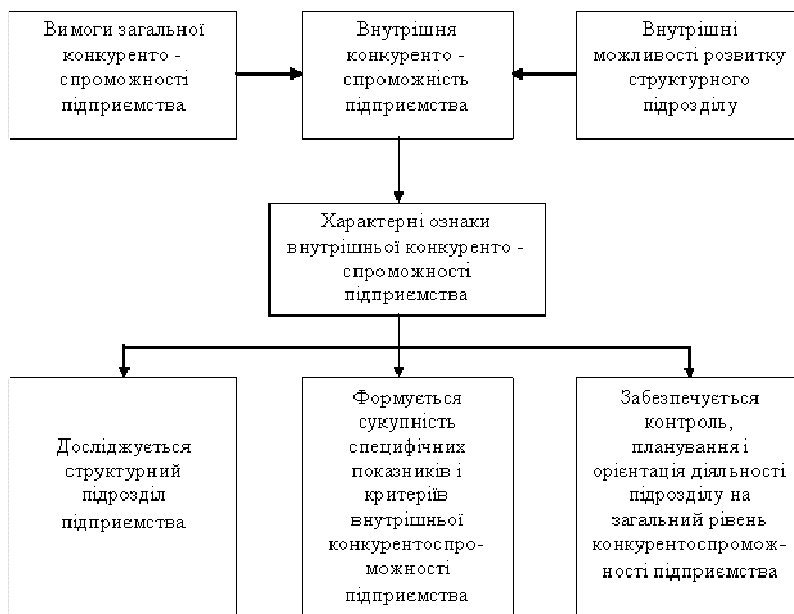 Вимоги загальної
конкуренто -
спроможності
підприємства
Внутрішня
конкуренто -
спроможність
підприємства
Внутрішні
можливості розвитку
структурного
підрозділу
Характерні ознаки
внутрішньої конкуренто -
спроможності
підприємства
Досліджується
структурний
підрозділ
підприємства
Формується
сукупність
специфічних
показників і
критеріїв
внутрішньої
конкурентоспро-
можності
підприємства
Забезпечується
контроль,
планування і
орієнтація діяльності
підрозділу на
загальний рівень
конкурентоспромож-
ності підприємства